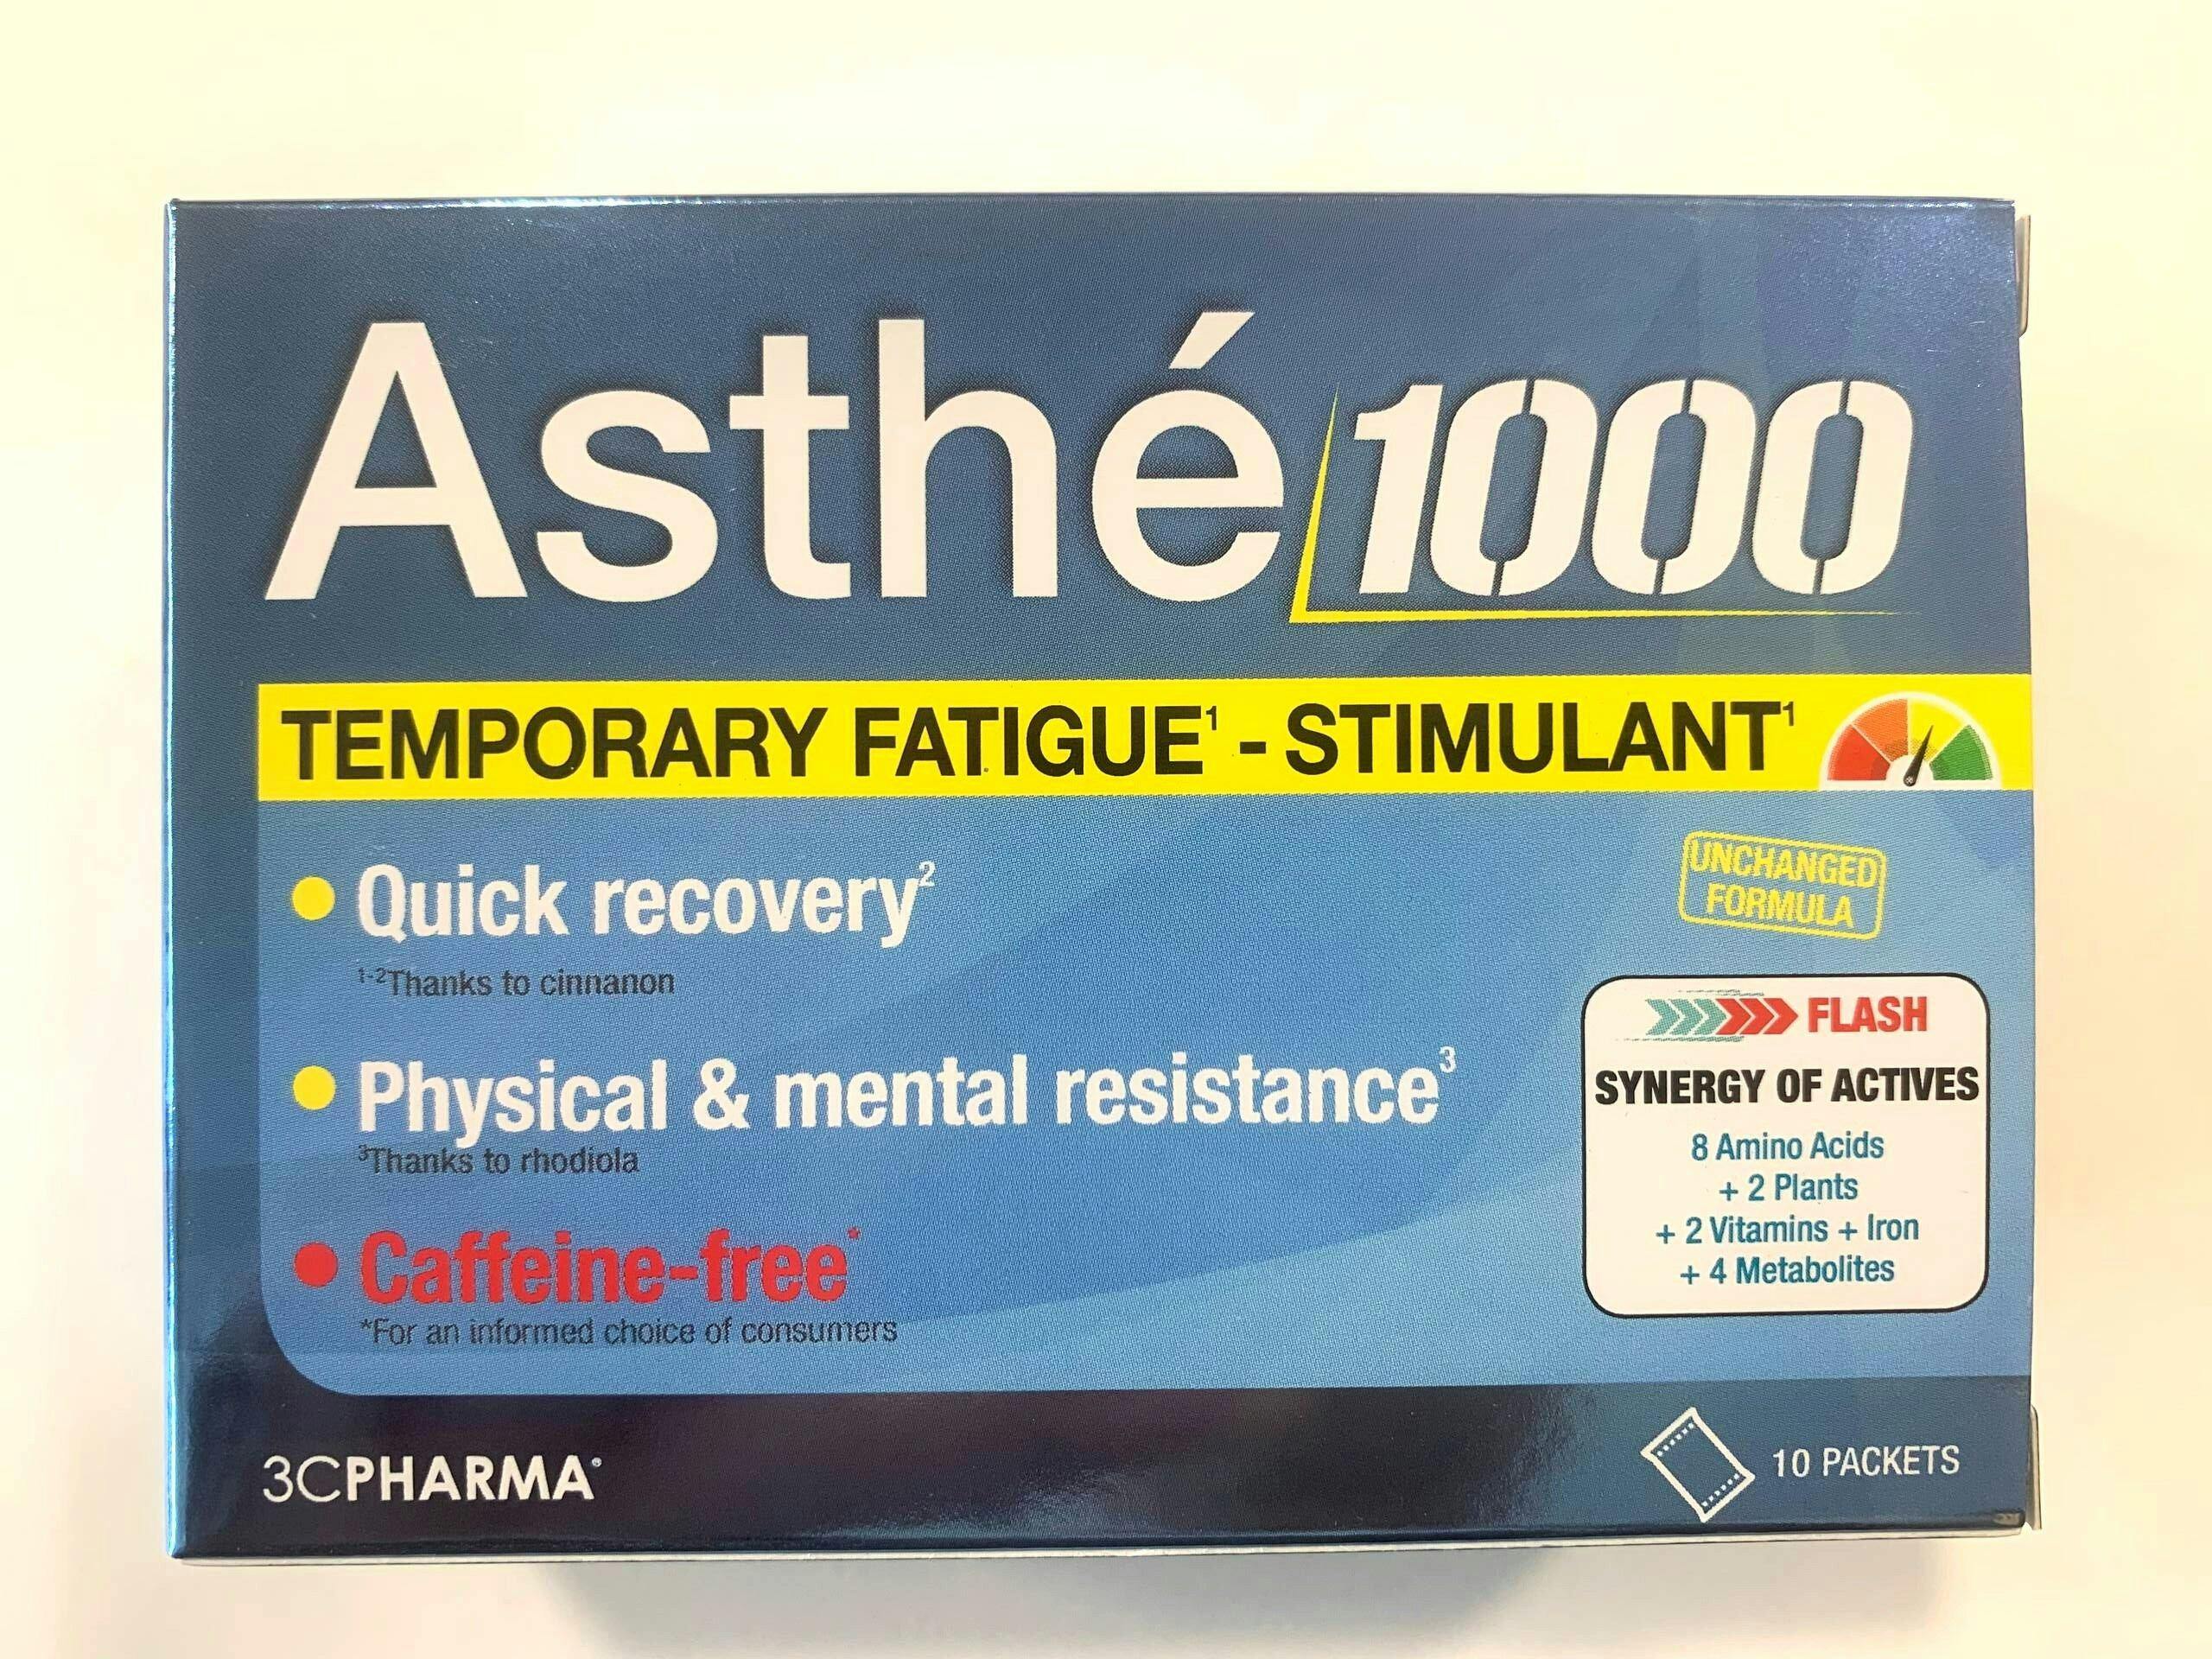 Asthé 1000
TEMPORARY FATIGUE¹ - STIMULANT¹
Quick recovery²
¹⁻²Thanks to cinnanon
Physical & mental resistance³
³Thanks to rhodiola
Caffeine-free*
*For an informed choice of consumers
UNCHANGED
FORMULA
FLASH
SYNERGY OF ACTIVES
8 Amino Acids
+ 2 Plants
+ 2 Vitamins + Iron
+ 4 Metabolites
3CPHARMA®
10 PACKETS